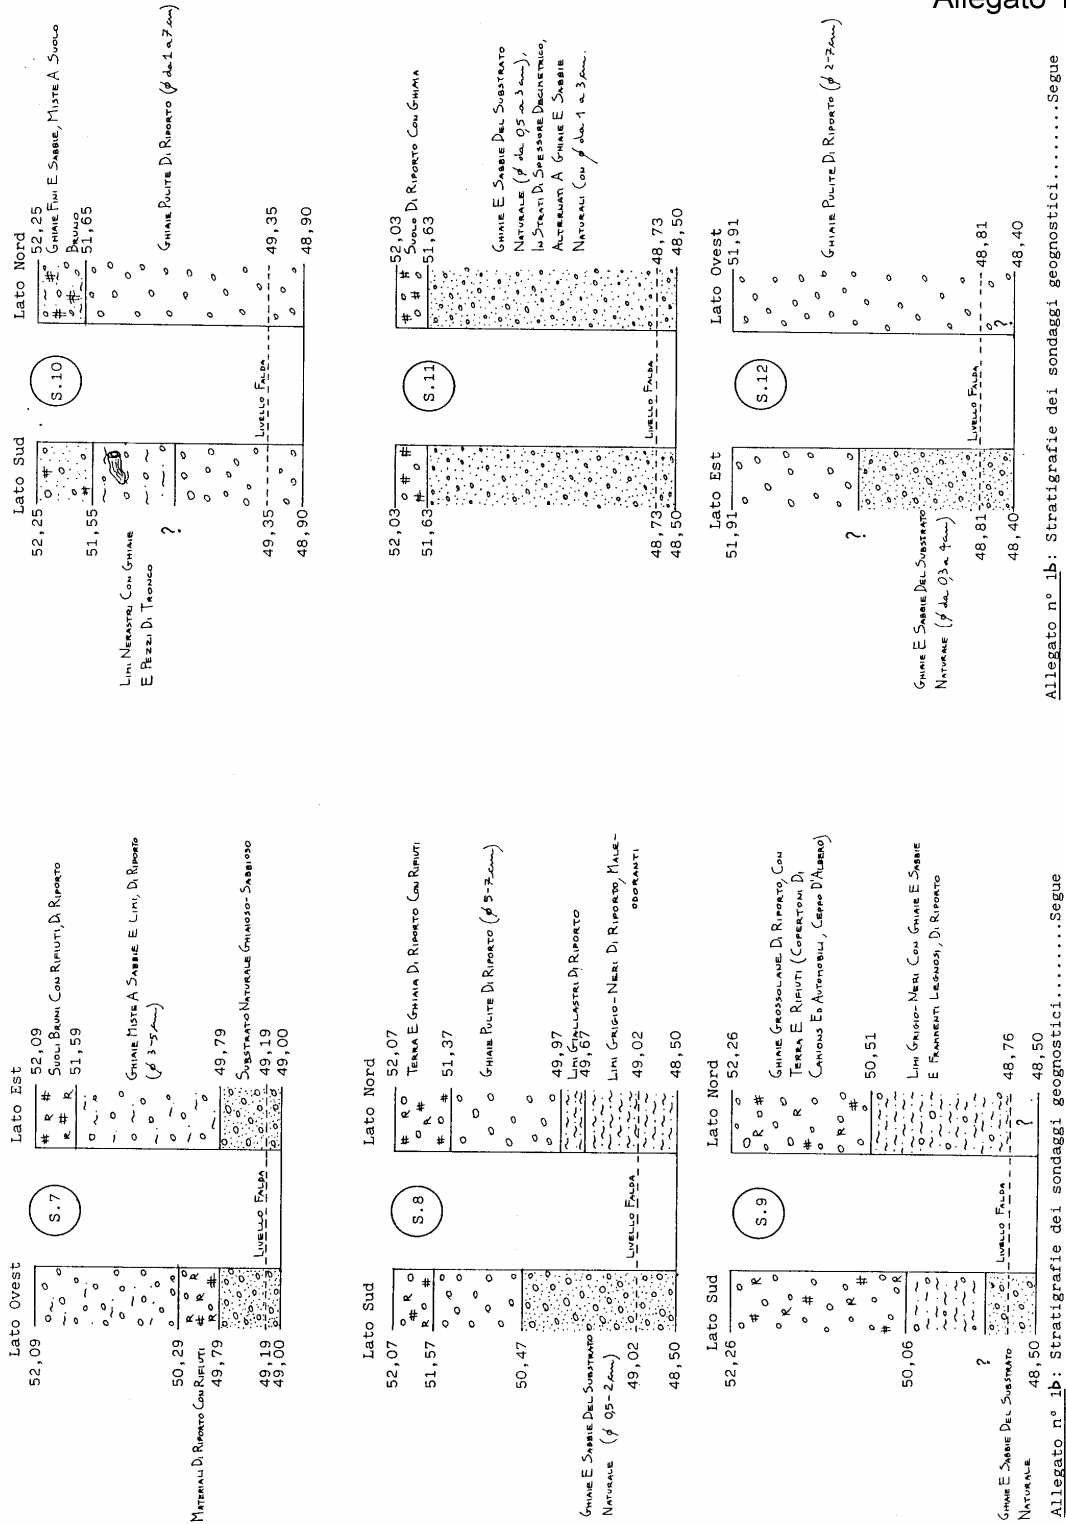 Allegato 1
Lato Ovest
Lato Est
S.7
52,09
50,29
Materiali Di Riporto Con Rifiuti
49,79
49,19
49,00
Livello Falda
52,09
Suoli Bruni Con Rifiuti, Di Riporto
51,59
Ghiaie Miste A Sabbie E Limi, Di Riporto
(ø 3-5 cm)
49,79
Substrato Naturale Ghiaioso-Sabbioso
49,19
49,00
Lato Sud
Lato Nord
S.8
52,07
51,57
50,47
Ghiaie E Sabbie Del Substrato
Naturale (ø 0,5-2 cm)
49,02
48,50
Livello Falda
52,07
Terra E Ghiaia Di Riporto Con Rifiuti
51,37
Ghiaie Pulite Di Riporto (ø 5-7 cm)
49,97
Limi Giallastri Di Riporto
49,67
Limi Grigio-Neri Di Riporto, Male-
odoranti
49,02
48,50
Lato Sud
Lato Nord
S.9
52,26
50,06
?
Ghiaie E Sabbie Del Substrato
Naturale
48,50
Livello Falda
52,26
Ghiaie Grossolane Di Riporto, Con
Terra E Rifiuti (Copertoni Di
Camions Ed Automobili, Ceppo D'Albero)
50,51
Limi Grigio-Neri Con Ghiaie E Sabbie
E Frammenti Legnosi, Di Riporto
48,76
?
48,50
Allegato n° 1b: Stratigrafie dei sondaggi geognostici.........Segue
Lato Sud
Lato Nord
S.10
52,25
51,55
Limi Nerastri Con Ghiaie
E Pezzi Di Tronco
?
49,35
48,90
Livello Falda
52,25
Ghiaie Fini E Sabbie, Miste A Suolo
Bruno
51,65
Ghiaie Pulite Di Riporto (ø da 1 a 7 cm)
49,35
48,90
S.11
52,03
51,63
48,73
48,50
Livello Falda
52,03
Suolo Di Riporto Con Ghiaia
51,63
Ghiaie E Sabbie Del Substrato
Naturale (ø da 0,5 a 3 cm),
In Strati Di Spessore Decimetrico,
Alternati A Ghiaie E Sabbie
Naturali Con ø da 1 a 3 cm.
48,73
48,50
Lato Est
Lato Ovest
S.12
51,91
?
Ghiaie E Sabbie Del Substrato
Naturale (ø da 0,3 a 4 cm)
48,81
48,40
Livello Falda
51,91
Ghiaie Pulite Di Riporto (ø 2-7 cm)
48,81
?
48,40
Allegato n° 1b: Stratigrafie dei sondaggi geognostici.........Segue